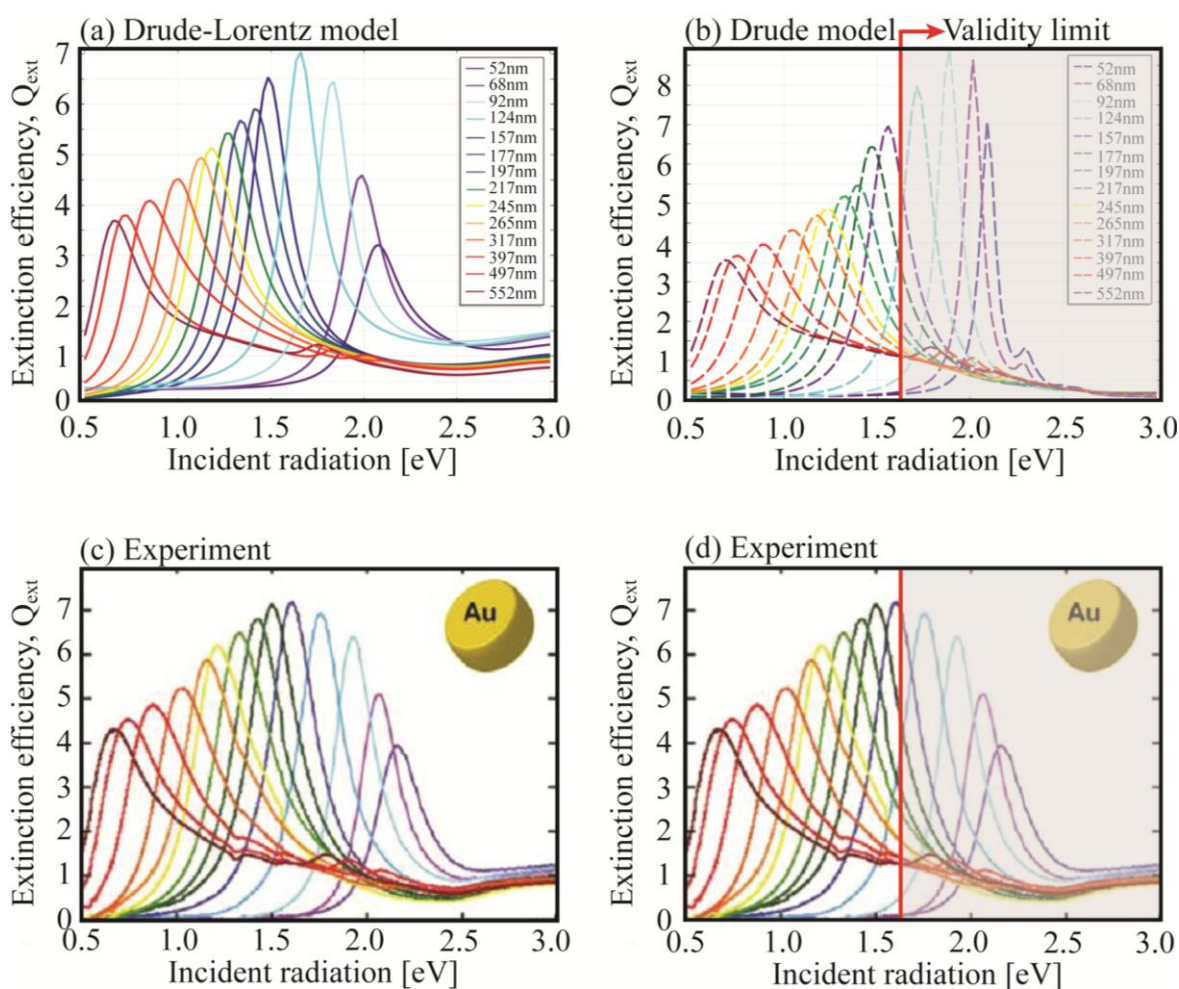 (a) Drude-Lorentz model
Extinction efficiency, Qext
7
6
5
4
3
2
1
0
0.5 1.0 1.5 2.0 2.5 3.0
Incident radiation [eV]
52nm
68nm
92nm
124nm
157nm
177nm
197nm
217nm
245nm
265nm
317nm
397nm
497nm
552nm
(b) Drude model Validity limit
Extinction efficiency, Qext
8
7
6
5
4
3
2
1
0
0.5 1.0 1.5 2.0 2.5 3.0
Incident radiation [eV]
52nm
68nm
92nm
124nm
157nm
177nm
197nm
217nm
245nm
265nm
317nm
397nm
497nm
552nm
(c) Experiment
Extinction efficiency, Qext
7
6
5
4
3
2
1
0
0.5 1.0 1.5 2.0 2.5 3.0
Incident radiation [eV]
Au
(d) Experiment
Extinction efficiency, Qext
7
6
5
4
3
2
1
0
0.5 1.0 1.5 2.0 2.5 3.0
Incident radiation [eV]
Au